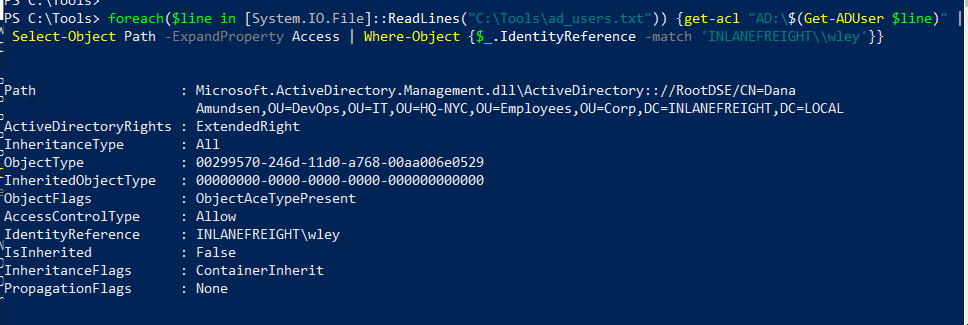 PS C:\Tools>
PS C:\Tools> foreach($line in [System.IO.File]::ReadLines("C:\Tools\ad_users.txt")) {get-acl "AD:\$(Get-ADUser $line)" |
Select-Object Path -ExpandProperty Access | Where-Object {$_.IdentityReference -match 'INLANEFREIGHT\\wley'}}
Path : Microsoft.ActiveDirectory.Management.dll\ActiveDirectory:://RootDSE/CN=Dana
Amundsen,OU=DevOps,OU=IT,OU=HQ-NYC,OU=Employees,OU=Corp,DC=INLANEFREIGHT,DC=LOCAL
ActiveDirectoryRights : ExtendedRight
InheritanceType : All
ObjectType : 00299570-246d-11d0-a768-00aa006e0529
InheritedObjectType : 00000000-0000-0000-0000-000000000000
ObjectFlags : ObjectAceTypePresent
AccessControlType : Allow
IdentityReference : INLANEFREIGHT\wley
IsInherited : False
InheritanceFlags : ContainerInherit
PropagationFlags : None